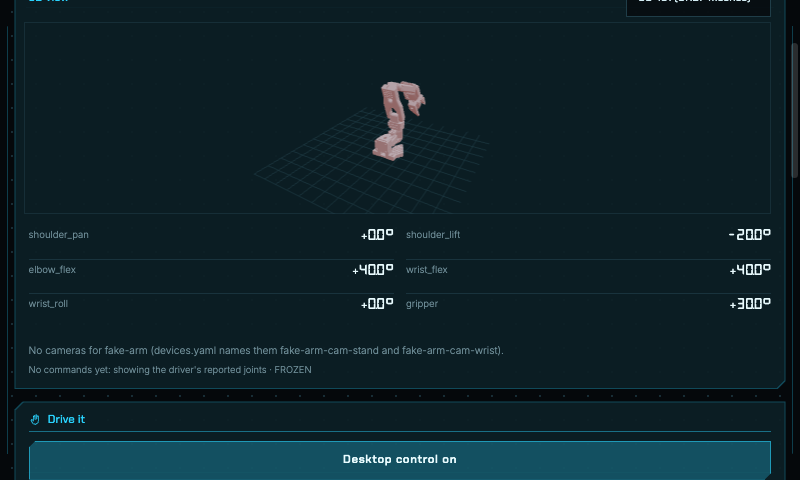 shoulder_pan +0.0° shoulder_lift -20.0°
elbow_flex +40.0° wrist_flex +40.0°
wrist_roll +0.0° gripper +30.0°
No cameras for fake-arm (devices.yaml names them fake-arm-cam-stand and fake-arm-cam-wrist).
No commands yet: showing the driver's reported joints · FROZEN
Drive it
Desktop control on